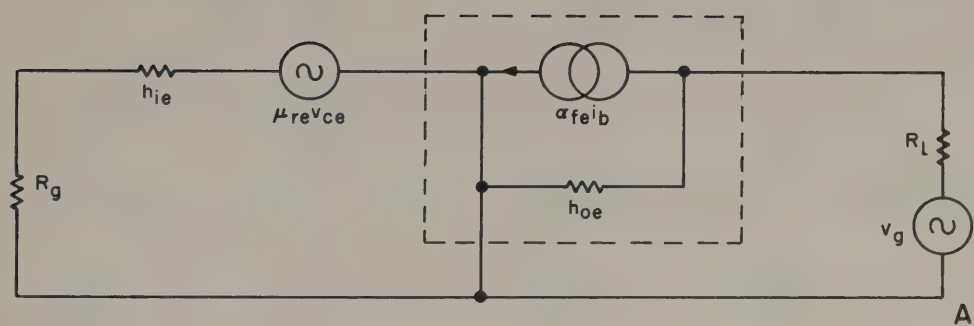 h_ie
μ_re v_ce
α_fe i_b
h_oe
R_g
R_l
v_g
A